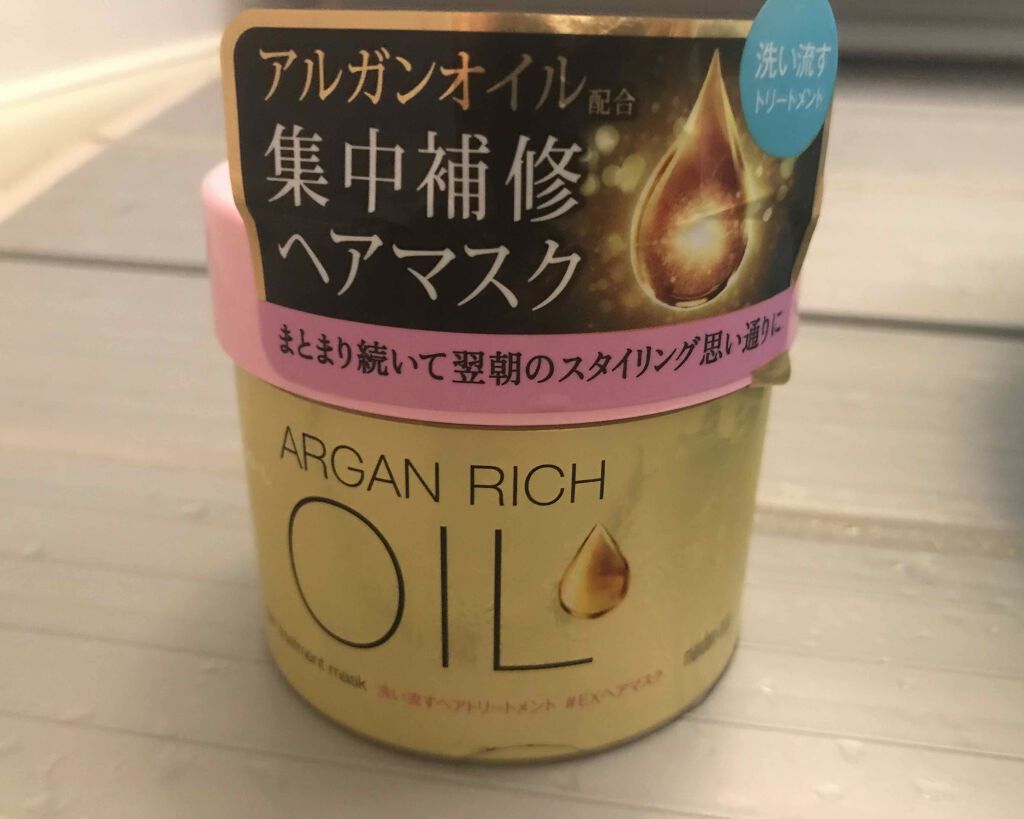 アルガンオイル配合
洗い流す
トリートメント
集中補修
ヘアマスク
まとまり続いて翌朝のスタイリング思い通りに
ARGAN RICH
OIL
treatment mask
洗い流すヘアトリートメント #EXヘアマスク